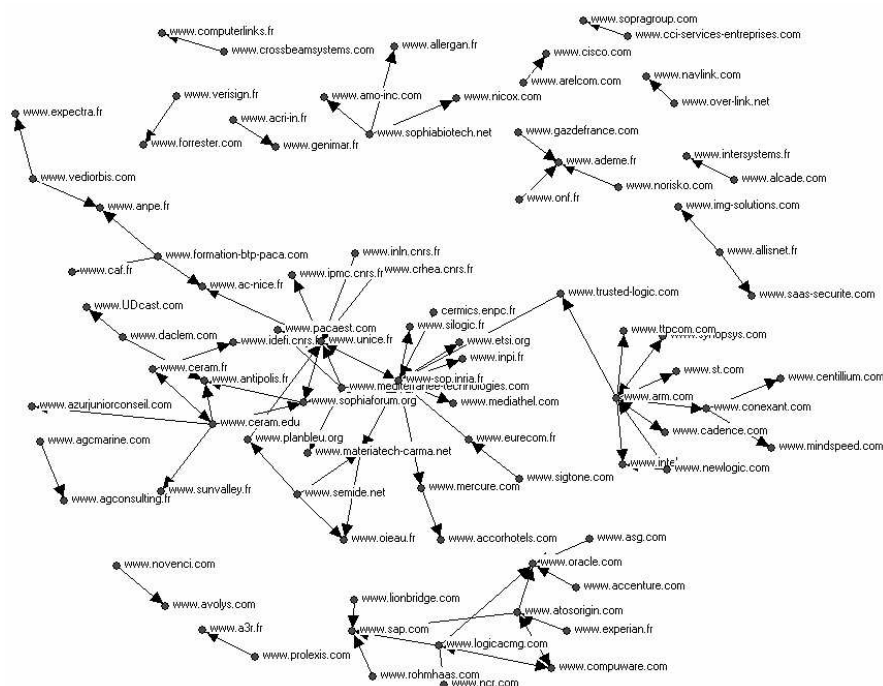 www.sopragroup.com
www.computerlinks.fr
www.cci-services-entreprises.com
www.allergan.fr
www.crossbeamsystems.com
www.cisco.com
www.navlink.com
www.arelcom.com
www.verisign.fr
www.amo-inc.com
www.nicox.com
www.over-link.net
www.expectra.fr
www.acri-in.fr
www.sophiabiotech.net
www.gazdefrance.com
www.forrester.com
www.genimar.fr
www.intersystems.fr
www.ademe.fr
www.vediorbis.com
www.alcade.com
www.norisko.com
www.onf.fr
www.anpe.fr
www.img-solutions.com
www.formation-btp-paca.com
www.inln.cnrs.fr
www.allisnet.fr
www.caf.fr
www.ipmc.cnrs.fr
www.crhea.cnrs.fr
www.ac-nice.fr
www.trusted-logic.com
www.saas-securite.com
www.UDcast.com
cermics.enpc.fr
www.pacaest.com
www.silogic.fr
www.ttpcom.com
www.daclem.com
www.idefi.cnrs.fr
www.unice.fr
www.etsi.org
www.inpi.fr
www.ceram.fr
www.st.com
www.antipolis.fr
www.sop.inria.fr
www.centillium.com
www.mediterranee-technologies.com
www.arm.com
www.azurjuniorconseil.com
www.sophiaforum.org
www.mediathel.com
www.conexant.com
www.ceram.edu
www.cadence.com
www.agcmarine.com
www.planbleu.org
www.eurecom.fr
www.mindspeed.com
www.materiatech-carma.net
www.newlogic.com
www.sigtone.com
www.sunvalley.fr
www.semide.net
www.mercure.com
www.agconsulting.fr
www.oieau.fr
www.accorhotels.com
www.asg.com
www.novenci.com
www.oracle.com
www.accenture.com
www.lionbridge.com
www.avolys.com
www.atosorigin.com
www.a3r.fr
www.sap.com
www.experian.fr
www.logicacmg.com
www.prolexis.com
www.compuware.com
www.rohmhaas.com
www.ncr.com